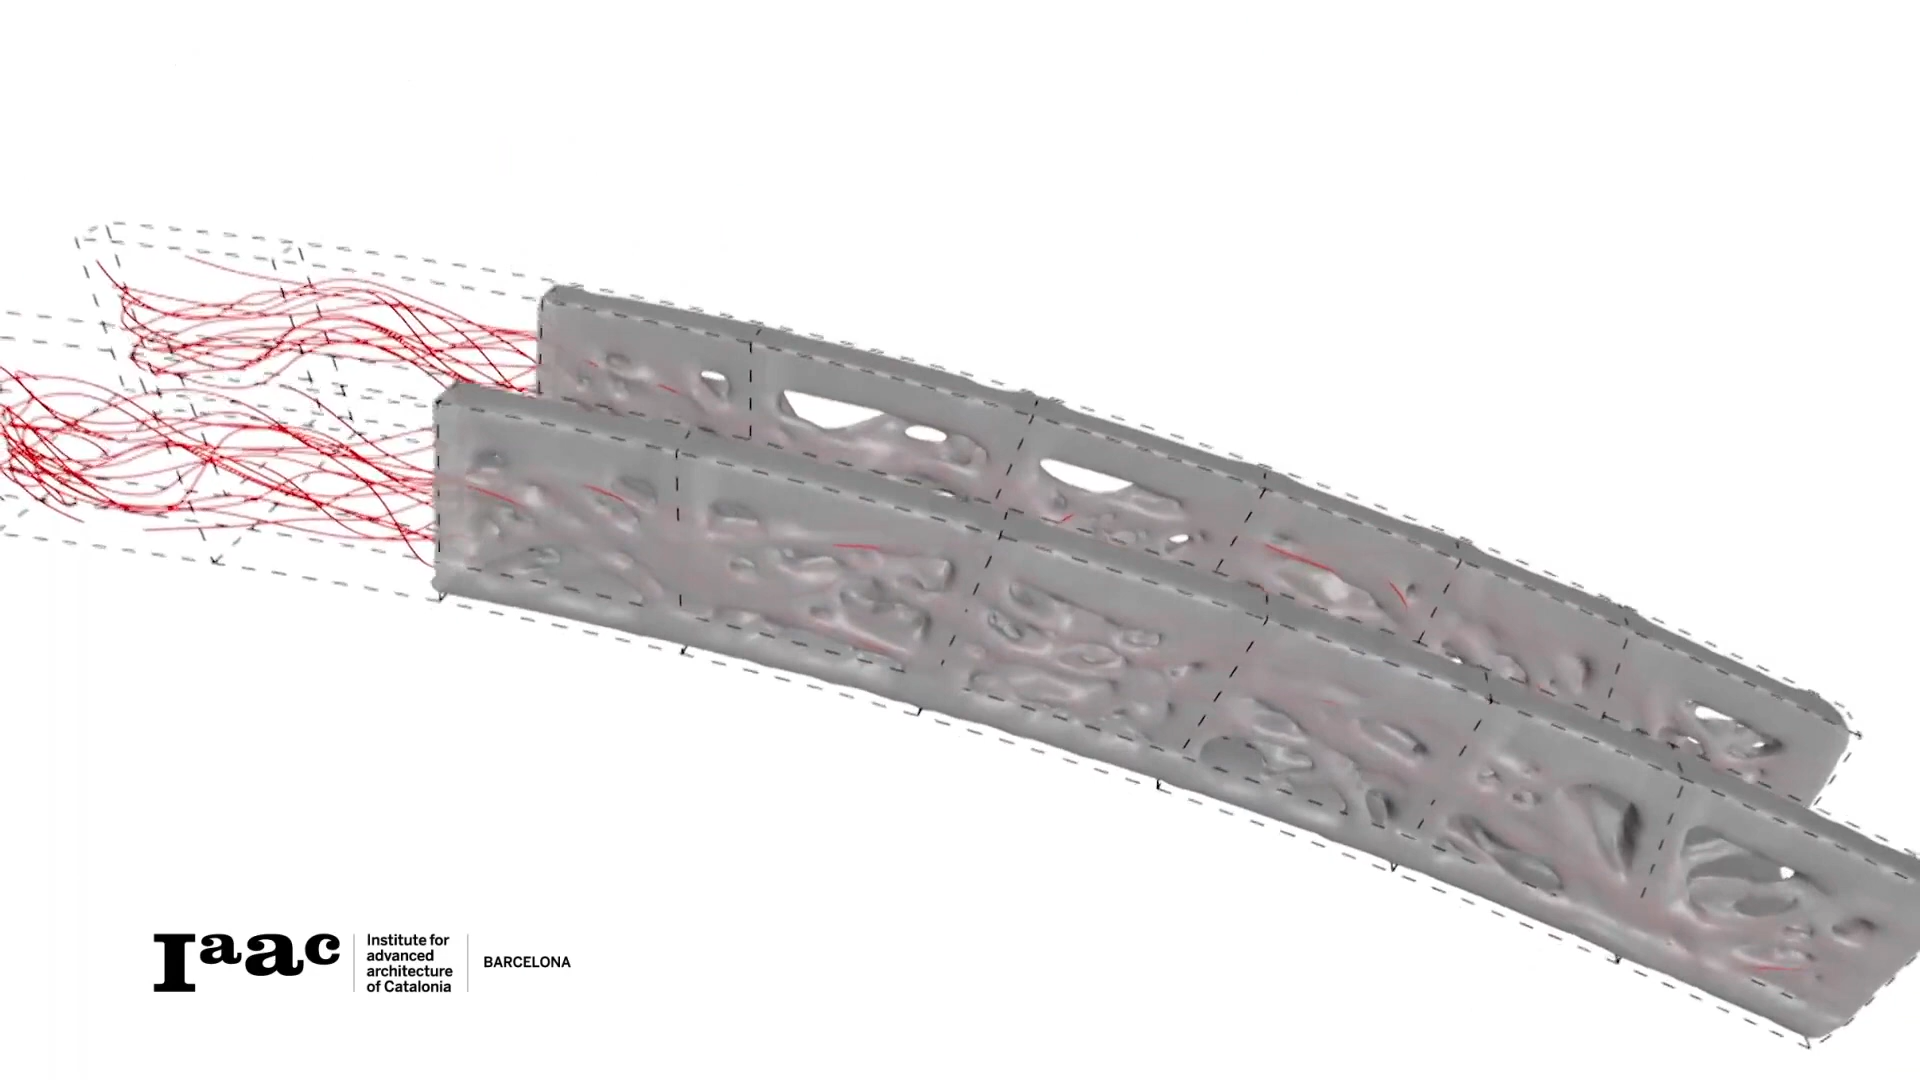 Iaac
Institute for
advanced
architecture
of Catalonia
BARCELONA